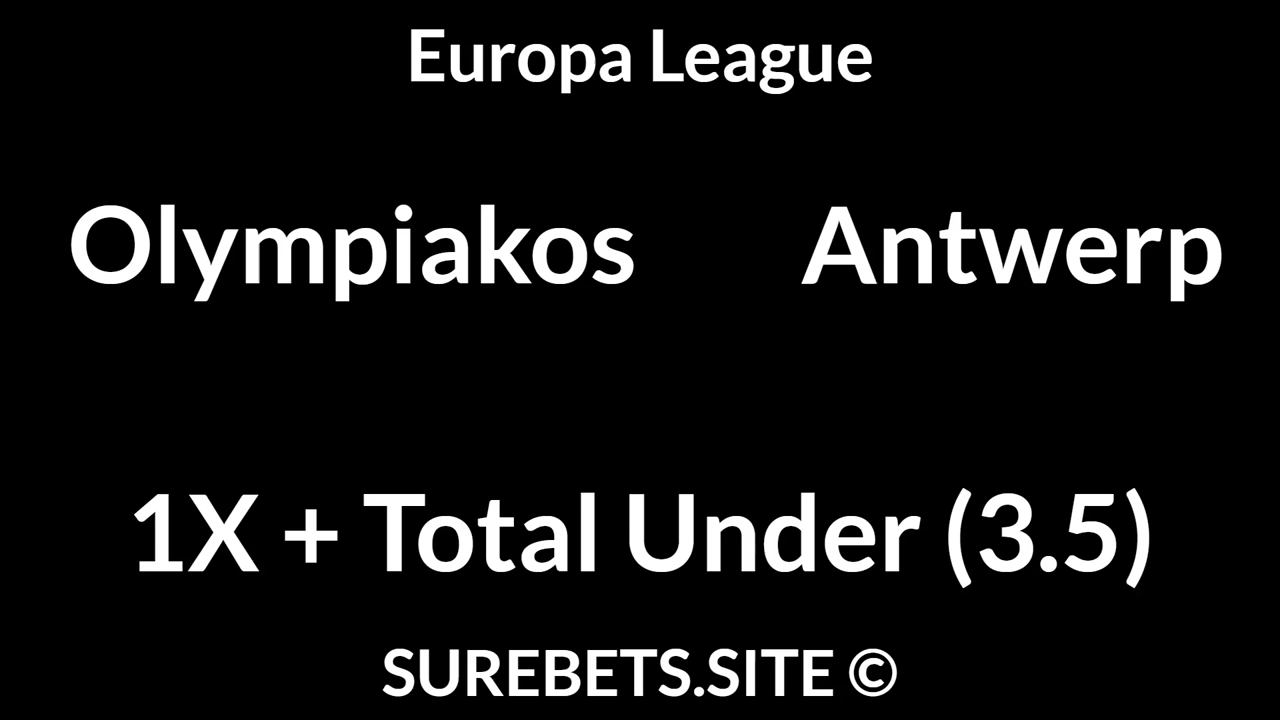 Europa League
Olympiakos Antwerp
1X + Total Under (3.5)
SUREBETS.SITE ©